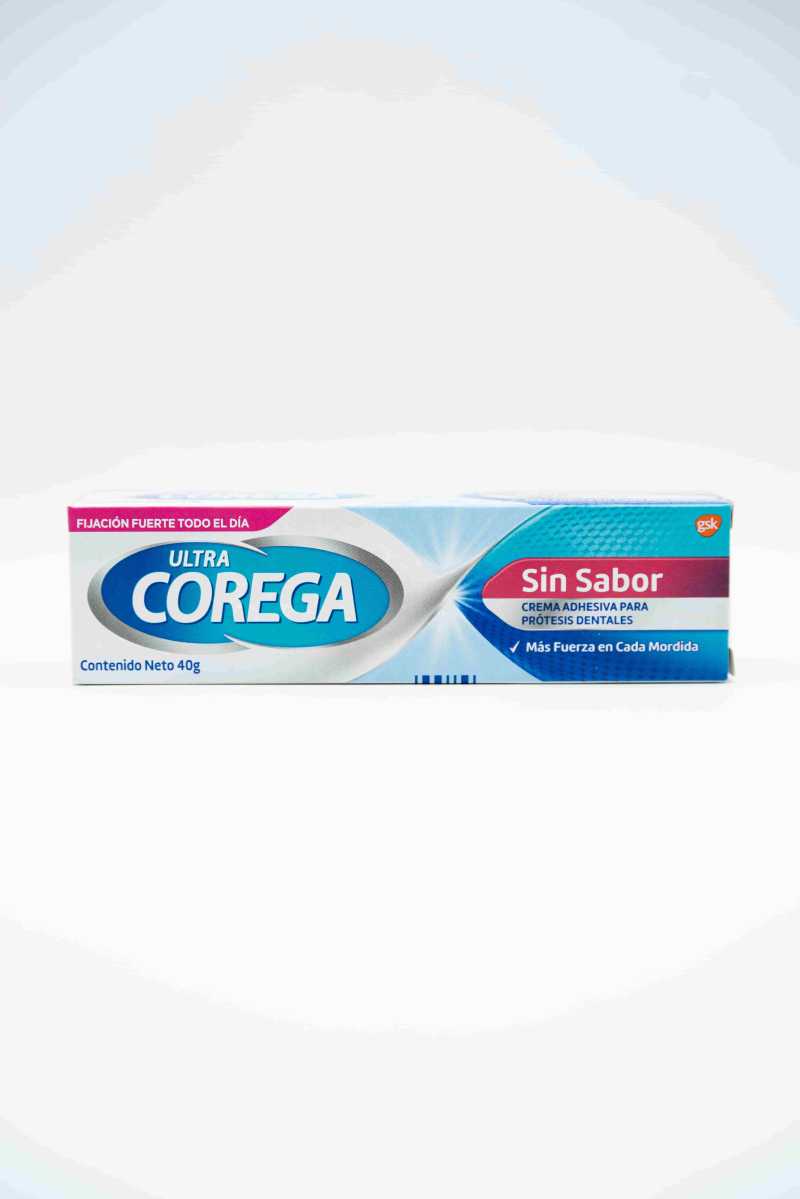 FIJACIÓN FUERTE TODO EL DÍA
ULTRA
COREGA
Contenido Neto 40g
gsk
Sin Sabor
CREMA ADHESIVA PARA
PRÓTESIS DENTALES
✓ Más Fuerza en Cada Mordida